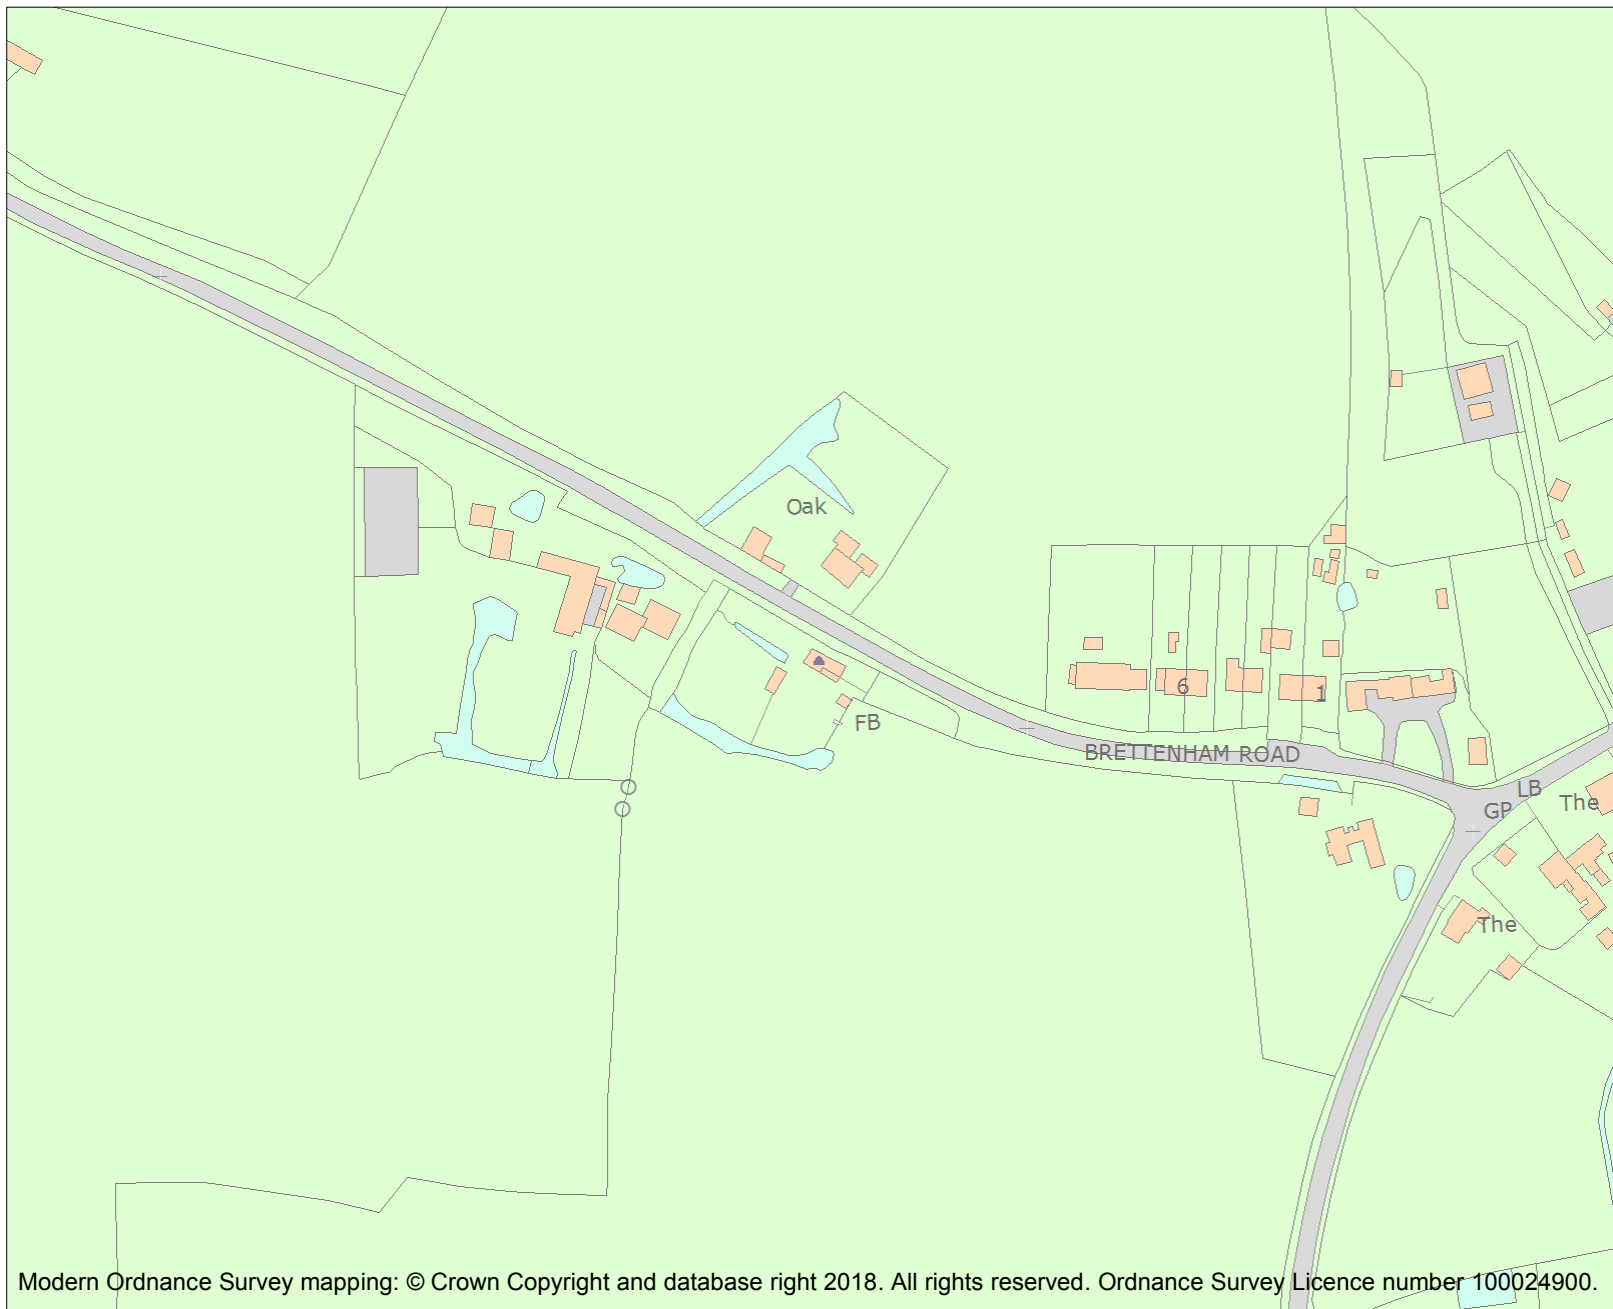 Oak
6
1
FB
BRETTENHAM ROAD
LB
The
GP
The
Modern Ordnance Survey mapping: © Crown Copyright and database right 2018. All rights reserved. Ordnance Survey Licence number 100024900.